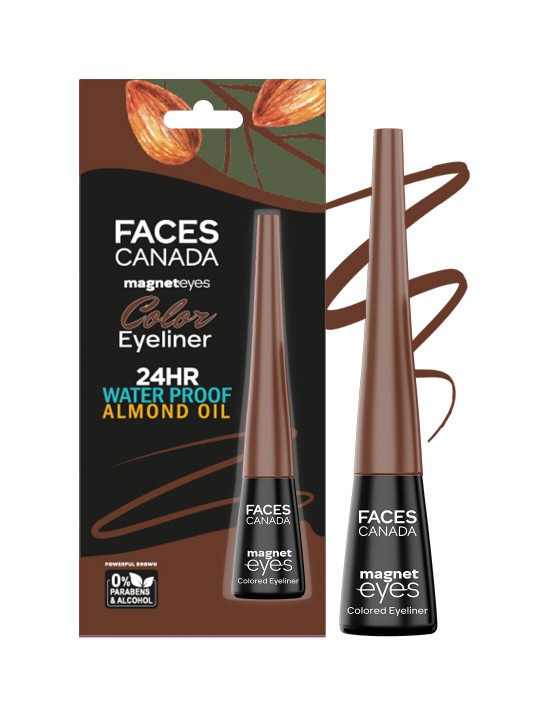 FACES
CANADA
magneteyes
Color
Eyeliner
24HR
WATER PROOF
ALMOND OIL
POWERFUL BROWN
0%
PARABENS
& ALCOHOL
FACES
CANADA
magnet
eyes
Colored Eyeliner
FACES
CANADA
magnet
eyes
Colored Eyeliner